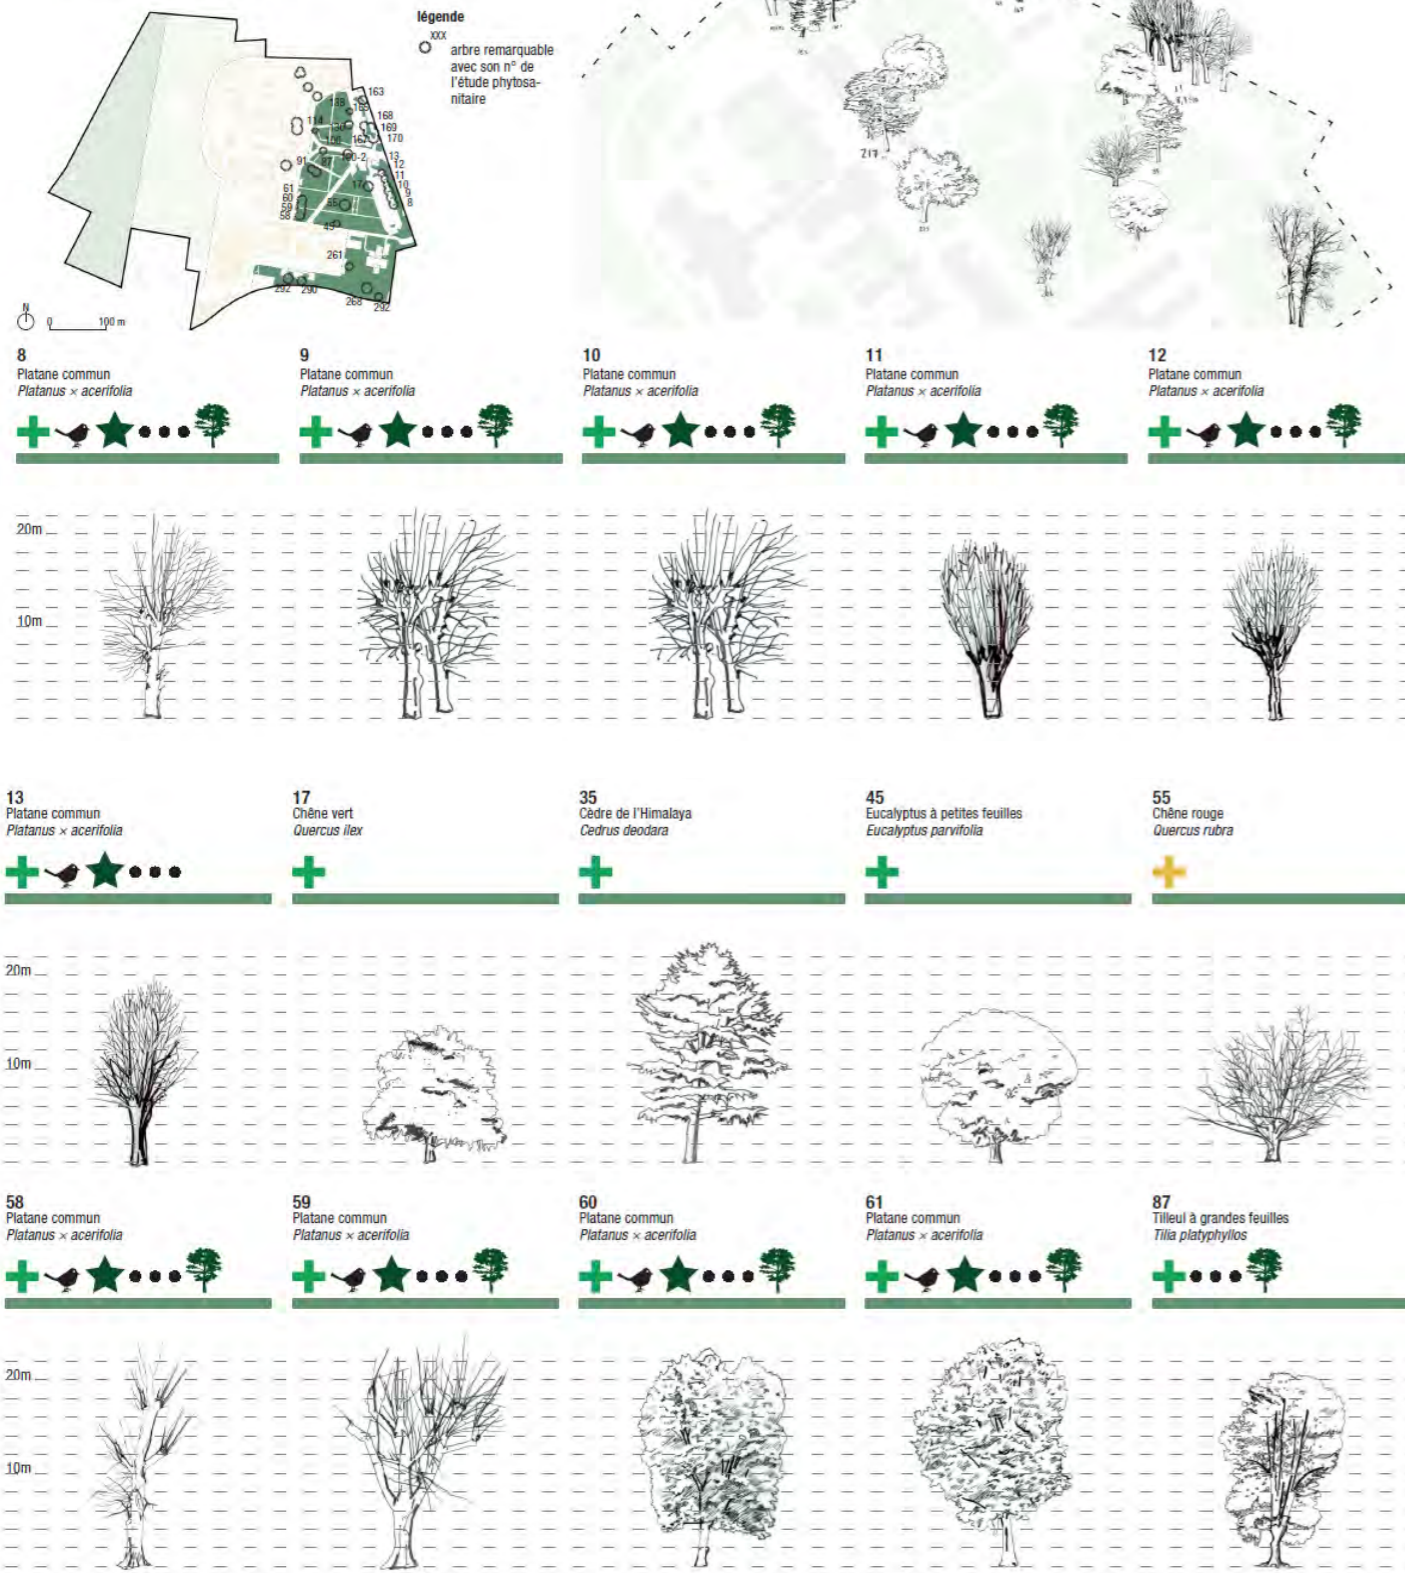 légende
xxx
arbre remarquable
avec son n° de
l'étude phytosa-
nitaire
163
138
168
114
169
170
167
13
12
91
11
10
17
9
61
8
60
59
58
45
261
292
290
268
292
N
0 100 m
217
8
Platane commun
Platanus × acerifolia
9
Platane commun
Platanus × acerifolia
10
Platane commun
Platanus × acerifolia
11
Platane commun
Platanus × acerifolia
12
Platane commun
Platanus × acerifolia
20m
10m
13
Platane commun
Platanus × acerifolia
17
Chêne vert
Quercus ilex
35
Cèdre de l'Himalaya
Cedrus deodara
45
Eucalyptus à petites feuilles
Eucalyptus parvifolia
55
Chêne rouge
Quercus rubra
20m
10m
58
Platane commun
Platanus × acerifolia
59
Platane commun
Platanus × acerifolia
60
Platane commun
Platanus × acerifolia
61
Platane commun
Platanus × acerifolia
87
Tilleul à grandes feuilles
Tilia platyphyllos
20m
10m